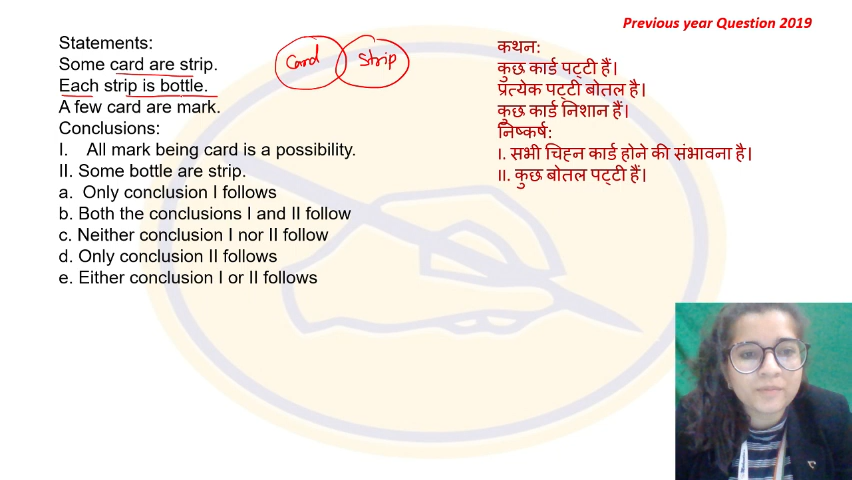 Previous year Question 2019
Statements:
Some card are strip.
Each strip is bottle.
A few card are mark.
Conclusions:
I. All mark being card is a possibility.
II. Some bottle are strip.
a. Only conclusion I follows
b. Both the conclusions I and II follow
c. Neither conclusion I nor II follow
d. Only conclusion II follows
e. Either conclusion I or II follows
Card Strip
कथन:
कुछ कार्ड पट्टी हैं।
प्रत्येक पट्टी बोतल है।
कुछ कार्ड निशान हैं।
निष्कर्ष:
I. सभी चिह्न कार्ड होने की संभावना है।
II. कुछ बोतल पट्टी हैं।